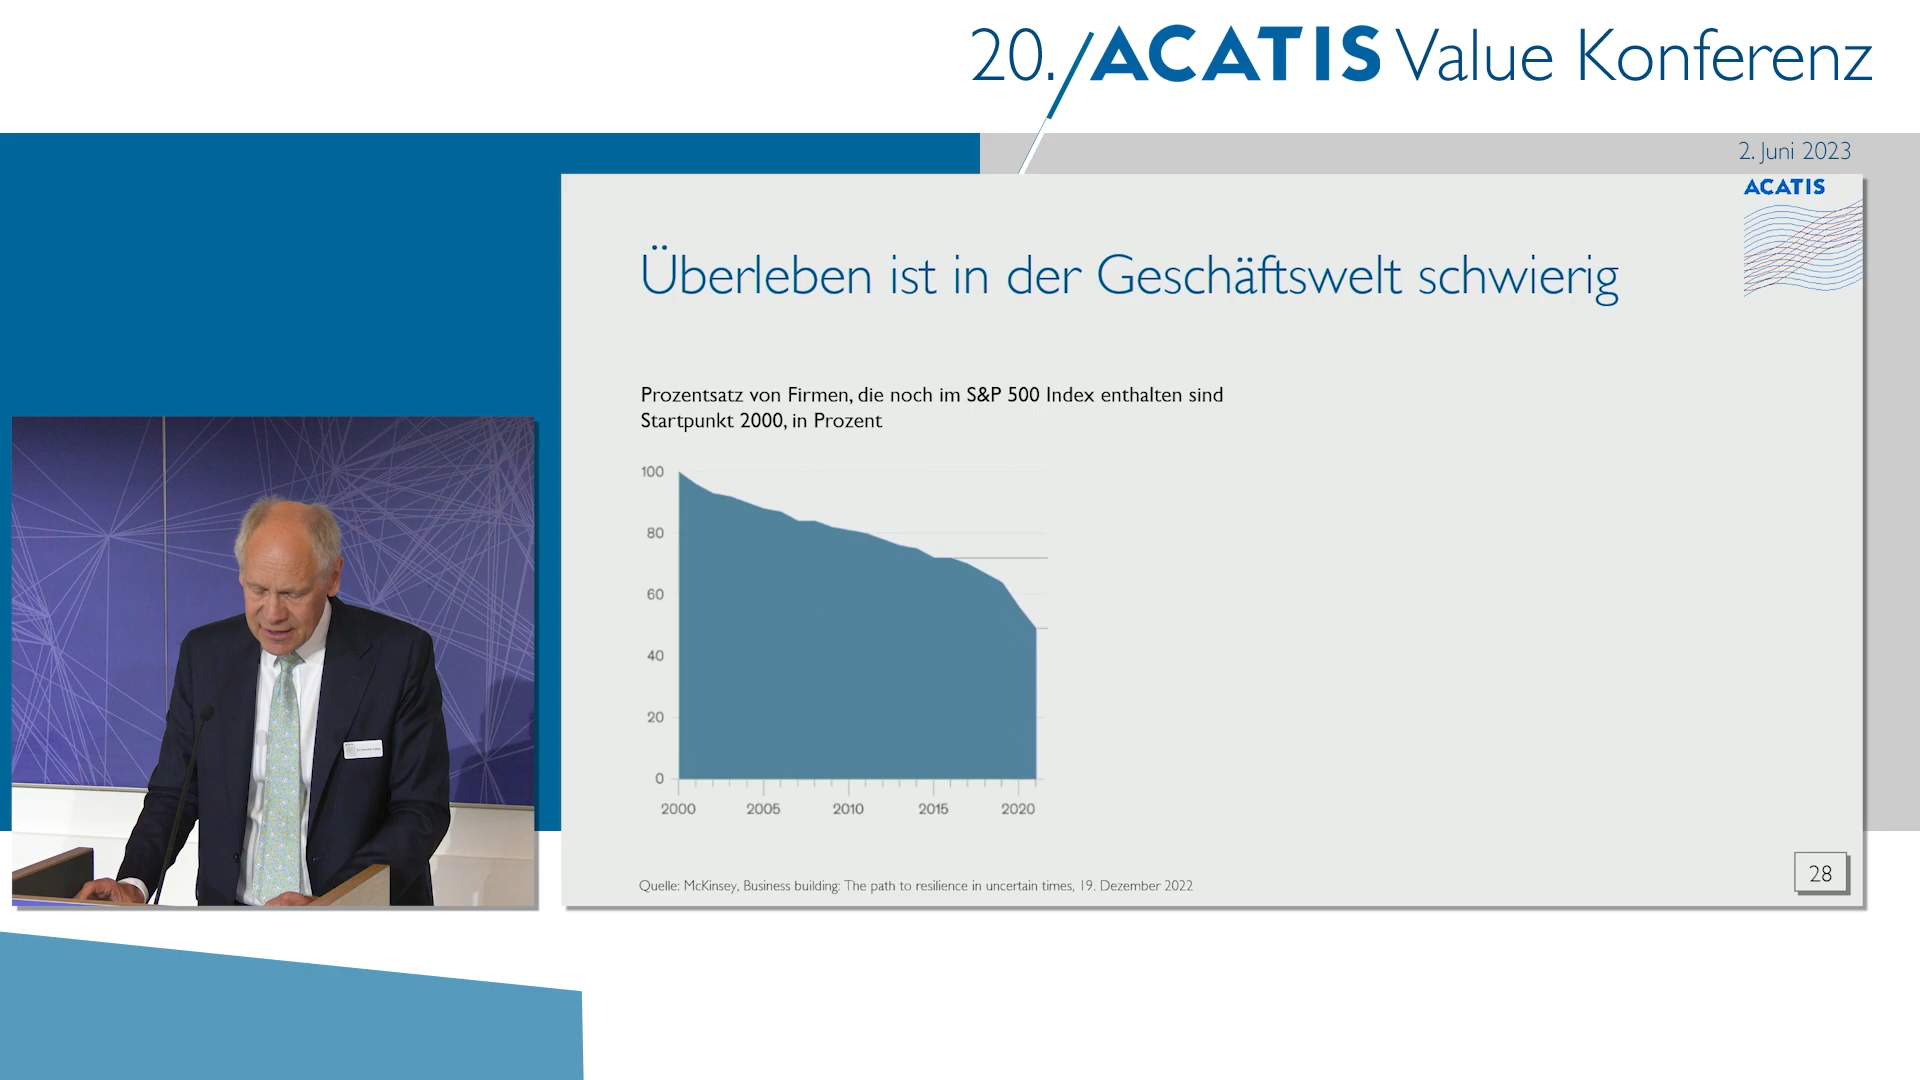 20. ACATIS Value Konferenz
2. Juni 2023
ACATIS
Überleben ist in der Geschäftswelt schwierig
Prozentsatz von Firmen, die noch im S&P 500 Index enthalten sind
Startpunkt 2000, in Prozent
100
80
60
40
20
0
2000 2005 2010 2015 2020
Quelle: McKinsey, Business building: The path to resilience in uncertain times, 19. Dezember 2022
28